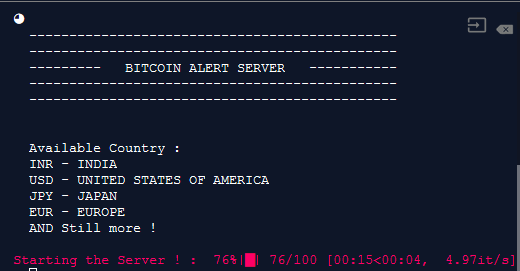 ----------------------------------------------
----------------------------------------------
---------   BITCOIN ALERT SERVER   -----------
----------------------------------------------
----------------------------------------------
Available Country :
INR - INDIA
USD - UNITED STATES OF AMERICA
JPY - JAPAN
EUR - EUROPE
AND Still more !
Starting the Server ! :  76%|█| 76/100 [00:15<00:04,  4.97it/s]